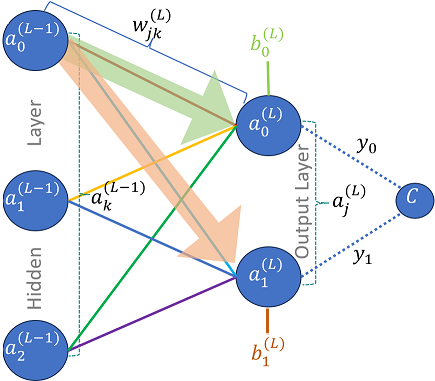 w_{jk}^{(L)}
a_0^{(L-1)}
b_0^{(L)}
Layer
a_0^{(L)}
y_0
a_1^{(L-1)}
a_k^{(L-1)}
Output Layer
a_j^{(L)}
C
Hidden
a_1^{(L)}
y_1
a_2^{(L-1)}
b_1^{(L)}